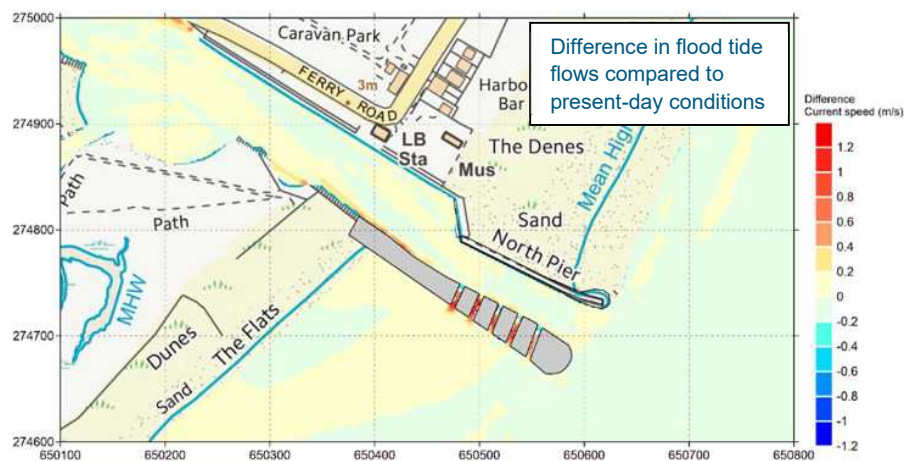 275000
274900
274800
274700
274600
650100
650200
650300
650400
650500
650600
650700
650800
Caravan Park
3m
FERRY ROAD
LB
Sta
Mus
Harbo
Bar
The Denes
Mean High
Sand
North Pier
Path
Path
MHW
Dunes
The Flats
Sand
Difference in flood tide
flows compared to
present-day conditions
Difference
Current speed (m/s)
1.2
1
0.8
0.6
0.4
0.2
0
-0.2
-0.4
-0.6
-0.8
-1
-1.2